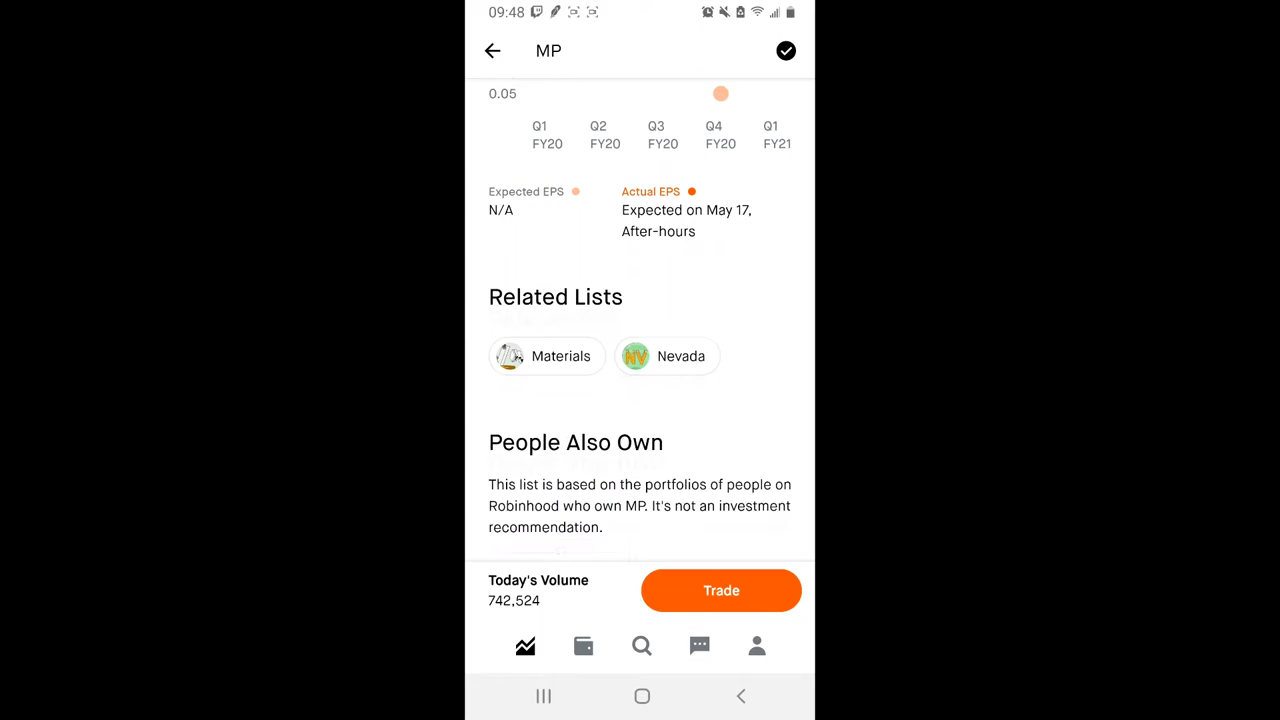 09:48
MP
0.05
Q1 Q2 Q3 Q4 Q1
FY20 FY20 FY20 FY20 FY21
Expected EPS Actual EPS
N/A Expected on May 17,
After-hours
Related Lists
Materials NV Nevada
People Also Own
This list is based on the portfolios of people on
Robinhood who own MP. It's not an investment
recommendation.
Today's Volume
742,524
Trade